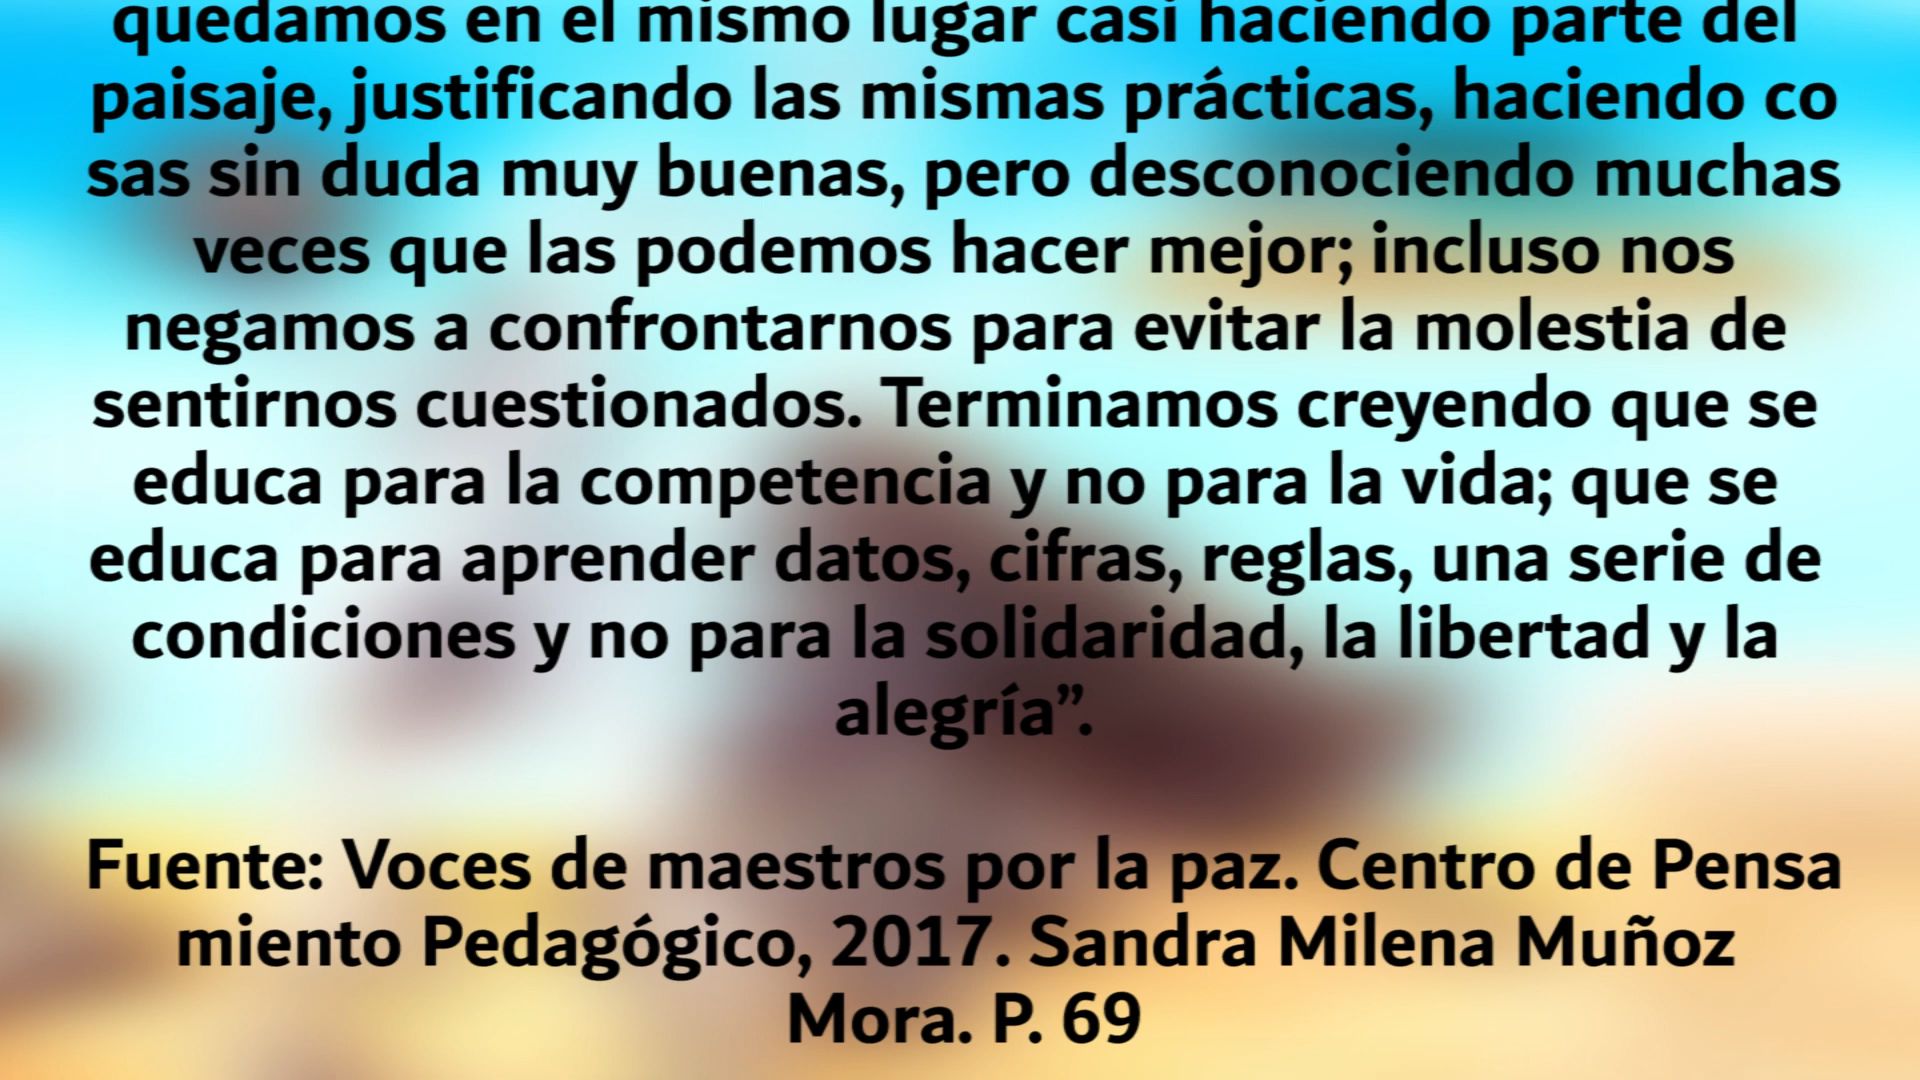 quedamos en el mismo lugar casi haciendo parte del
paisaje, justificando las mismas prácticas, haciendo co
sas sin duda muy buenas, pero desconociendo muchas
veces que las podemos hacer mejor; incluso nos
negamos a confrontarnos para evitar la molestia de
sentirnos cuestionados. Terminamos creyendo que se
educa para la competencia y no para la vida; que se
educa para aprender datos, cifras, reglas, una serie de
condiciones y no para la solidaridad, la libertad y la
alegría”.
Fuente: Voces de maestros por la paz. Centro de Pensa
miento Pedagógico, 2017. Sandra Milena Muñoz
Mora. P. 69